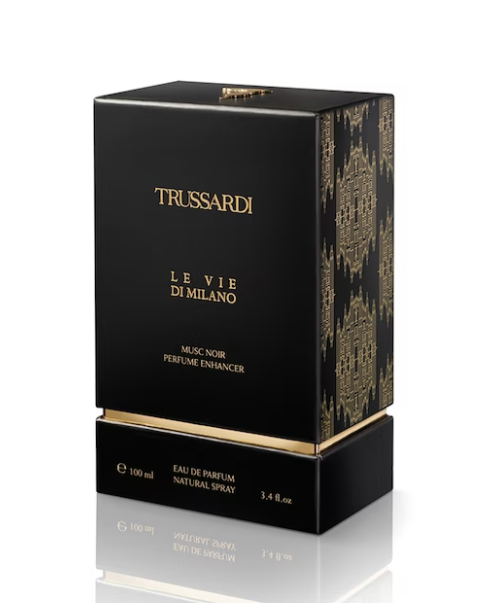 TRUSSARDI
LE VIE
DI MILANO
MUSC NOIR
PERFUME ENHANCER
℮ 100 ml
EAU DE PARFUM
NATURAL SPRAY
3.4 fl.oz